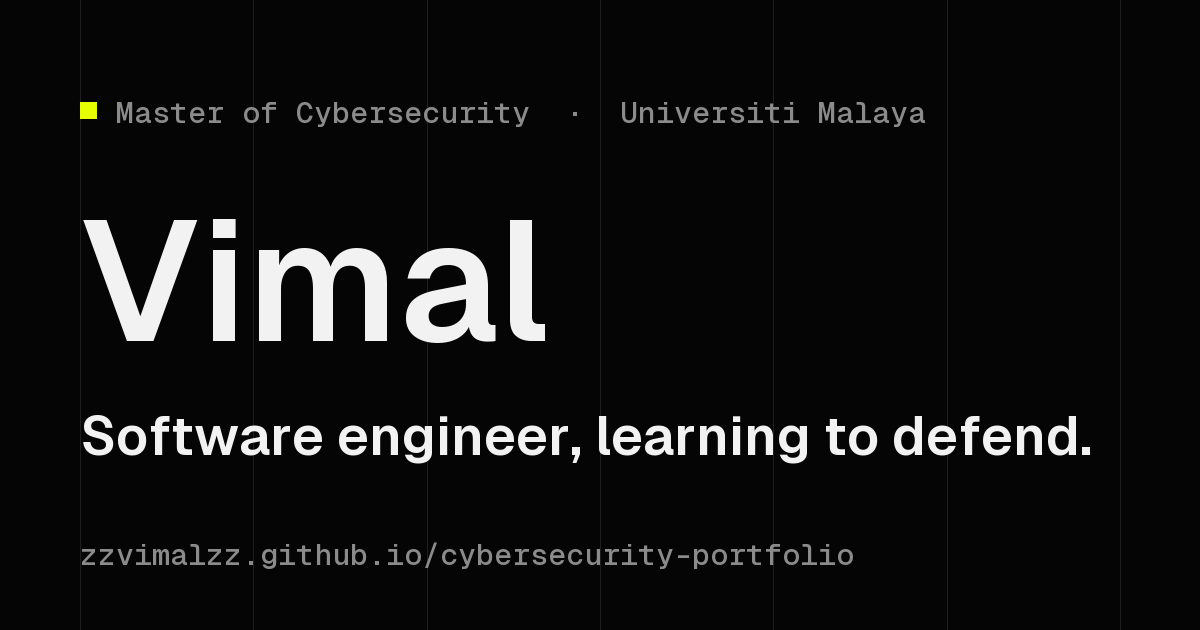 Master of Cybersecurity · Universiti Malaya
Vimal
Software engineer, learning to defend.
zzvimalzz.github.io/cybersecurity-portfolio